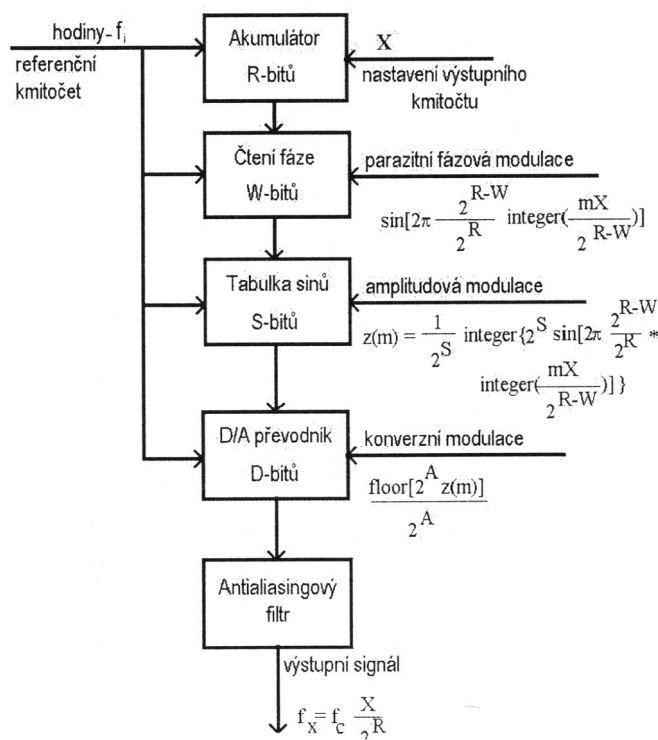 hodiny-fᵢ
referenční
kmitočet
Akumulátor
R-bitů
X
nastavení výstupního
kmitočtu
Čtení fáze
W-bitů
parazitní fázová modulace
sin[2π 2^(R-W) / 2^R integer(mX / 2^(R-W))]
Tabulka sinů
S-bitů
amplitudová modulace
z(m) = 1 / 2^S integer{2^S sin[2π 2^(R-W) / 2^R *
integer(mX / 2^(R-W))]}
D/A převodník
D-bitů
konverzní modulace
floor[2^A z(m)] / 2^A
Antialiasingový
filtr
výstupní signál
f_x = f_c X / 2^R